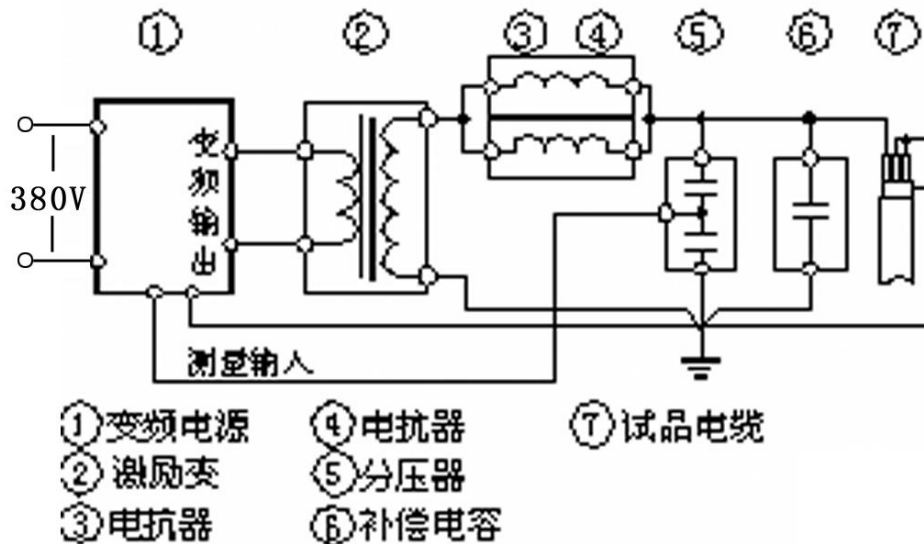 ① ② ③ ④ ⑤ ⑥ ⑦
380V
变频输出
测量输入
①变频电源 ④电抗器 ⑦试品电缆
②激励变 ⑤分压器
③电抗器 ⑥补偿电容